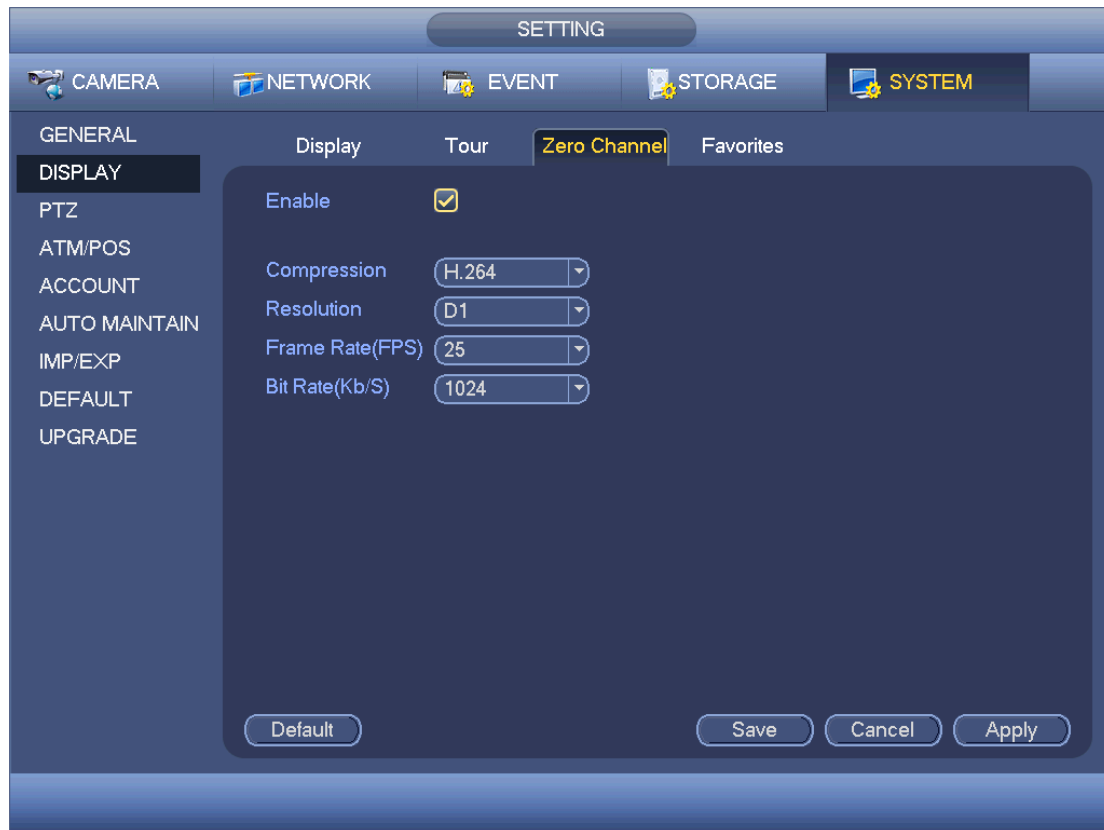 SETTING
CAMERA NETWORK EVENT STORAGE SYSTEM
GENERAL
DISPLAY
PTZ
ATM/POS
ACCOUNT
AUTO MAINTAIN
IMP/EXP
DEFAULT
UPGRADE
Display Tour Zero Channel Favorites
Enable
Compression H.264
Resolution D1
Frame Rate(FPS) 25
Bit Rate(Kb/S) 1024
Default Save Cancel Apply